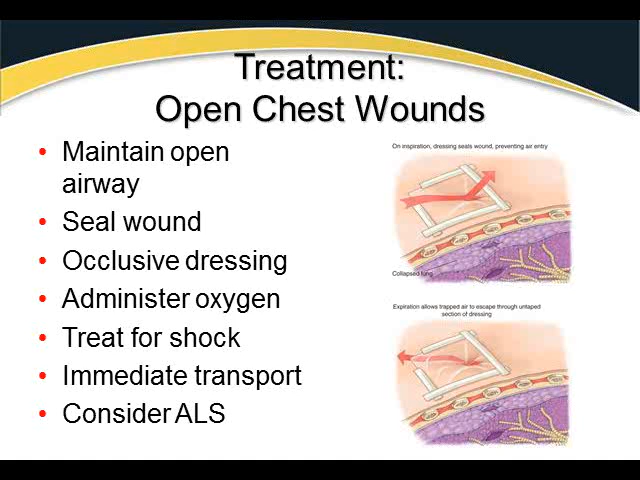 Treatment:
Open Chest Wounds
• Maintain open
airway
• Seal wound
• Occlusive dressing
• Administer oxygen
• Treat for shock
• Immediate transport
• Consider ALS
On inspiration, dressing seals wound, preventing air entry
Collapsed lung
Expiration allows trapped air to escape through untaped
section of dressing